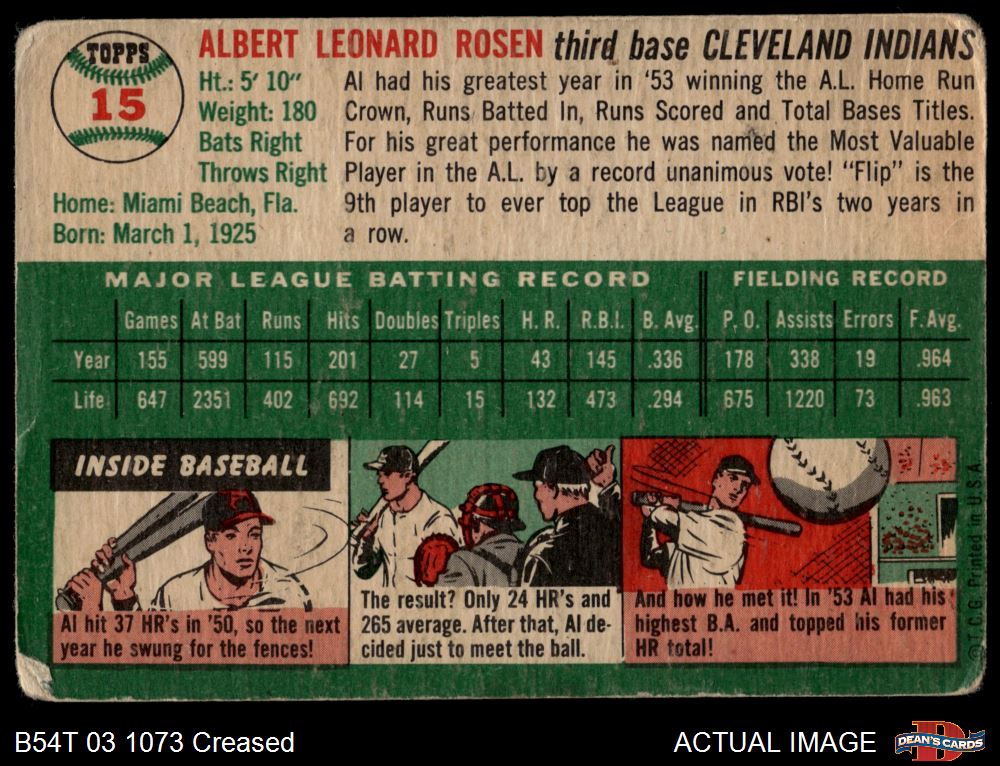 TOPPS
15
ALBERT LEONARD ROSEN third base CLEVELAND INDIANS
Ht.: 5' 10"
Weight: 180
Bats Right
Throws Right
Home: Miami Beach, Fla.
Born: March 1, 1925
Al had his greatest year in '53 winning the A.L. Home Run
Crown, Runs Batted In, Runs Scored and Total Bases Titles.
For his great performance he was named the Most Valuable
Player in the A.L. by a record unanimous vote! "Flip" is the
9th player to ever top the League in RBI's two years in
a row.
MAJOR LEAGUE BATTING RECORD FIELDING RECORD
Games At Bat Runs Hits Doubles Triples H. R. R.B.I. B. Avg. P. O. Assists Errors F. Avg.
Year 155 599 115 201 27 5 43 145 .336 178 338 19 .964
Life 647 2351 402 692 114 15 132 473 .294 675 1220 73 .963
INSIDE BASEBALL
Al hit 37 HR's in '50, so the next
year he swung for the fences!
The result? Only 24 HR's and
265 average. After that, Al de-
cided just to meet the ball.
And how he met it! In '53 Al had his
highest B.A. and topped his former
HR total!
© T. C. G. Printed in U. S. A.
B54T 03 1073 Creased
ACTUAL IMAGE
DEAN'S CARDS